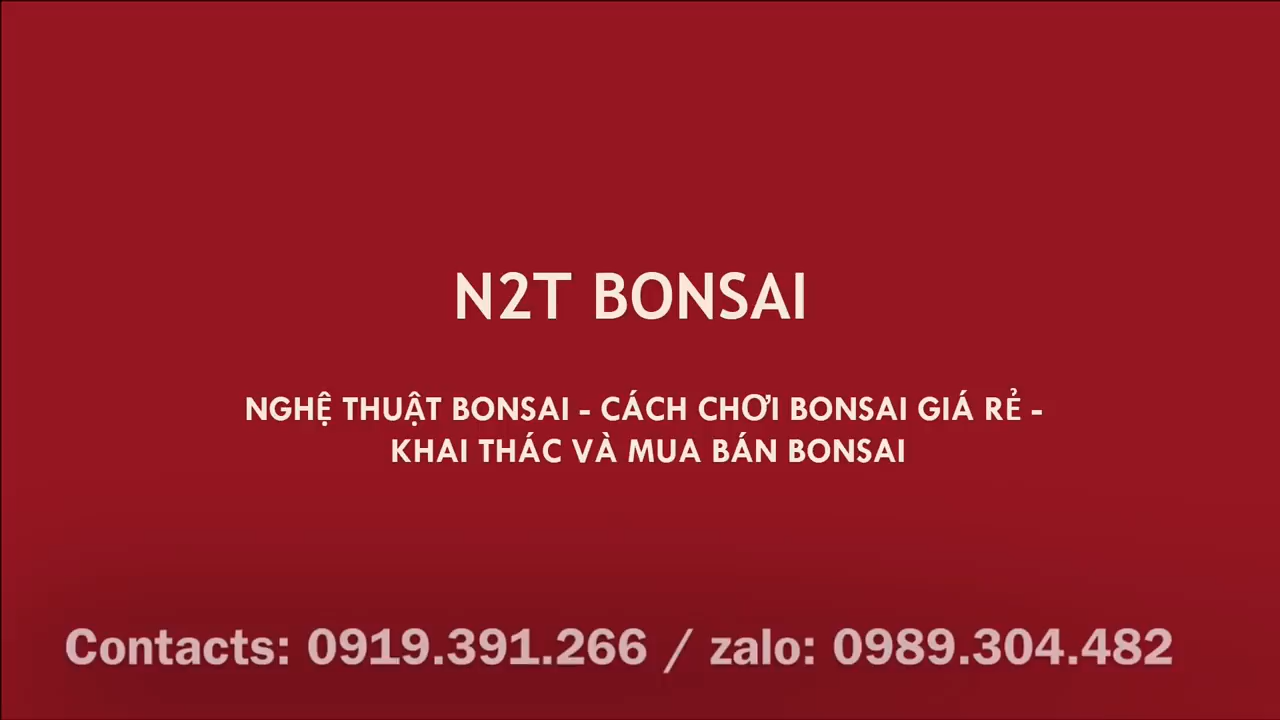 N2T BONSAI
NGHỆ THUẬT BONSAI - CÁCH CHƠI BONSAI GIÁ RẺ -
KHAI THÁC VÀ MUA BÁN BONSAI
Contacts: 0919.391.266 / zalo: 0989.304.482